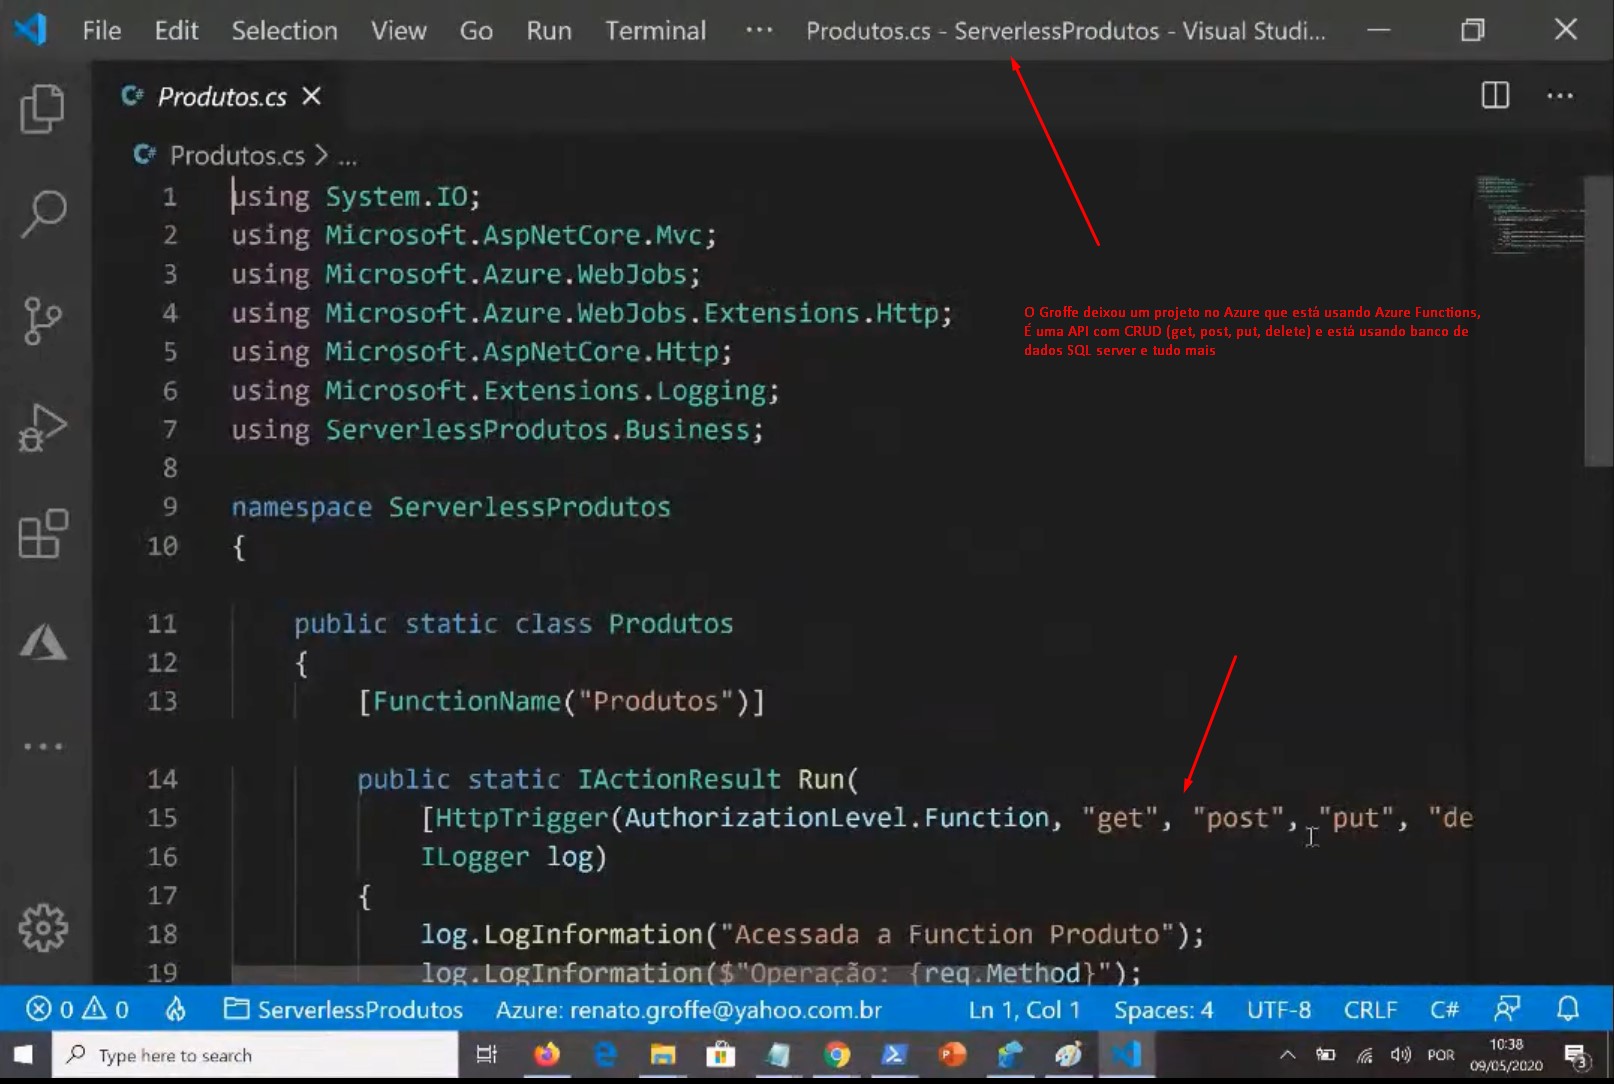 File Edit Selection View Go Run Terminal ··· Produtos.cs - ServerlessProdutos - Visual Studi...
C# Produtos.cs ×
C# Produtos.cs > ...
1 using System.IO;
2 using Microsoft.AspNetCore.Mvc;
3 using Microsoft.Azure.WebJobs;
4 using Microsoft.Azure.WebJobs.Extensions.Http;
5 using Microsoft.AspNetCore.Http;
6 using Microsoft.Extensions.Logging;
7 using ServerlessProdutos.Business;
8
9 namespace ServerlessProdutos
10 {
11 public static class Produtos
12 {
13 [FunctionName("Produtos")]
14 public static IActionResult Run(
15 [HttpTrigger(AuthorizationLevel.Function, "get", "post", "put", "de
16 ILogger log)
17 {
18 log.LogInformation("Acessada a Function Produto");
19 log.LogInformation($"Operação: {req.Method}");
O Groffe deixou um projeto no Azure que está usando Azure Functions,
É uma API com CRUD (get, post, put, delete) e está usando banco de
dados SQL server e tudo mais
0 0 ServerlessProdutos Azure: renato.groffe@yahoo.com.br Ln 1, Col 1 Spaces: 4 UTF-8 CRLF C#
Type here to search POR 10:38
09/05/2020 3